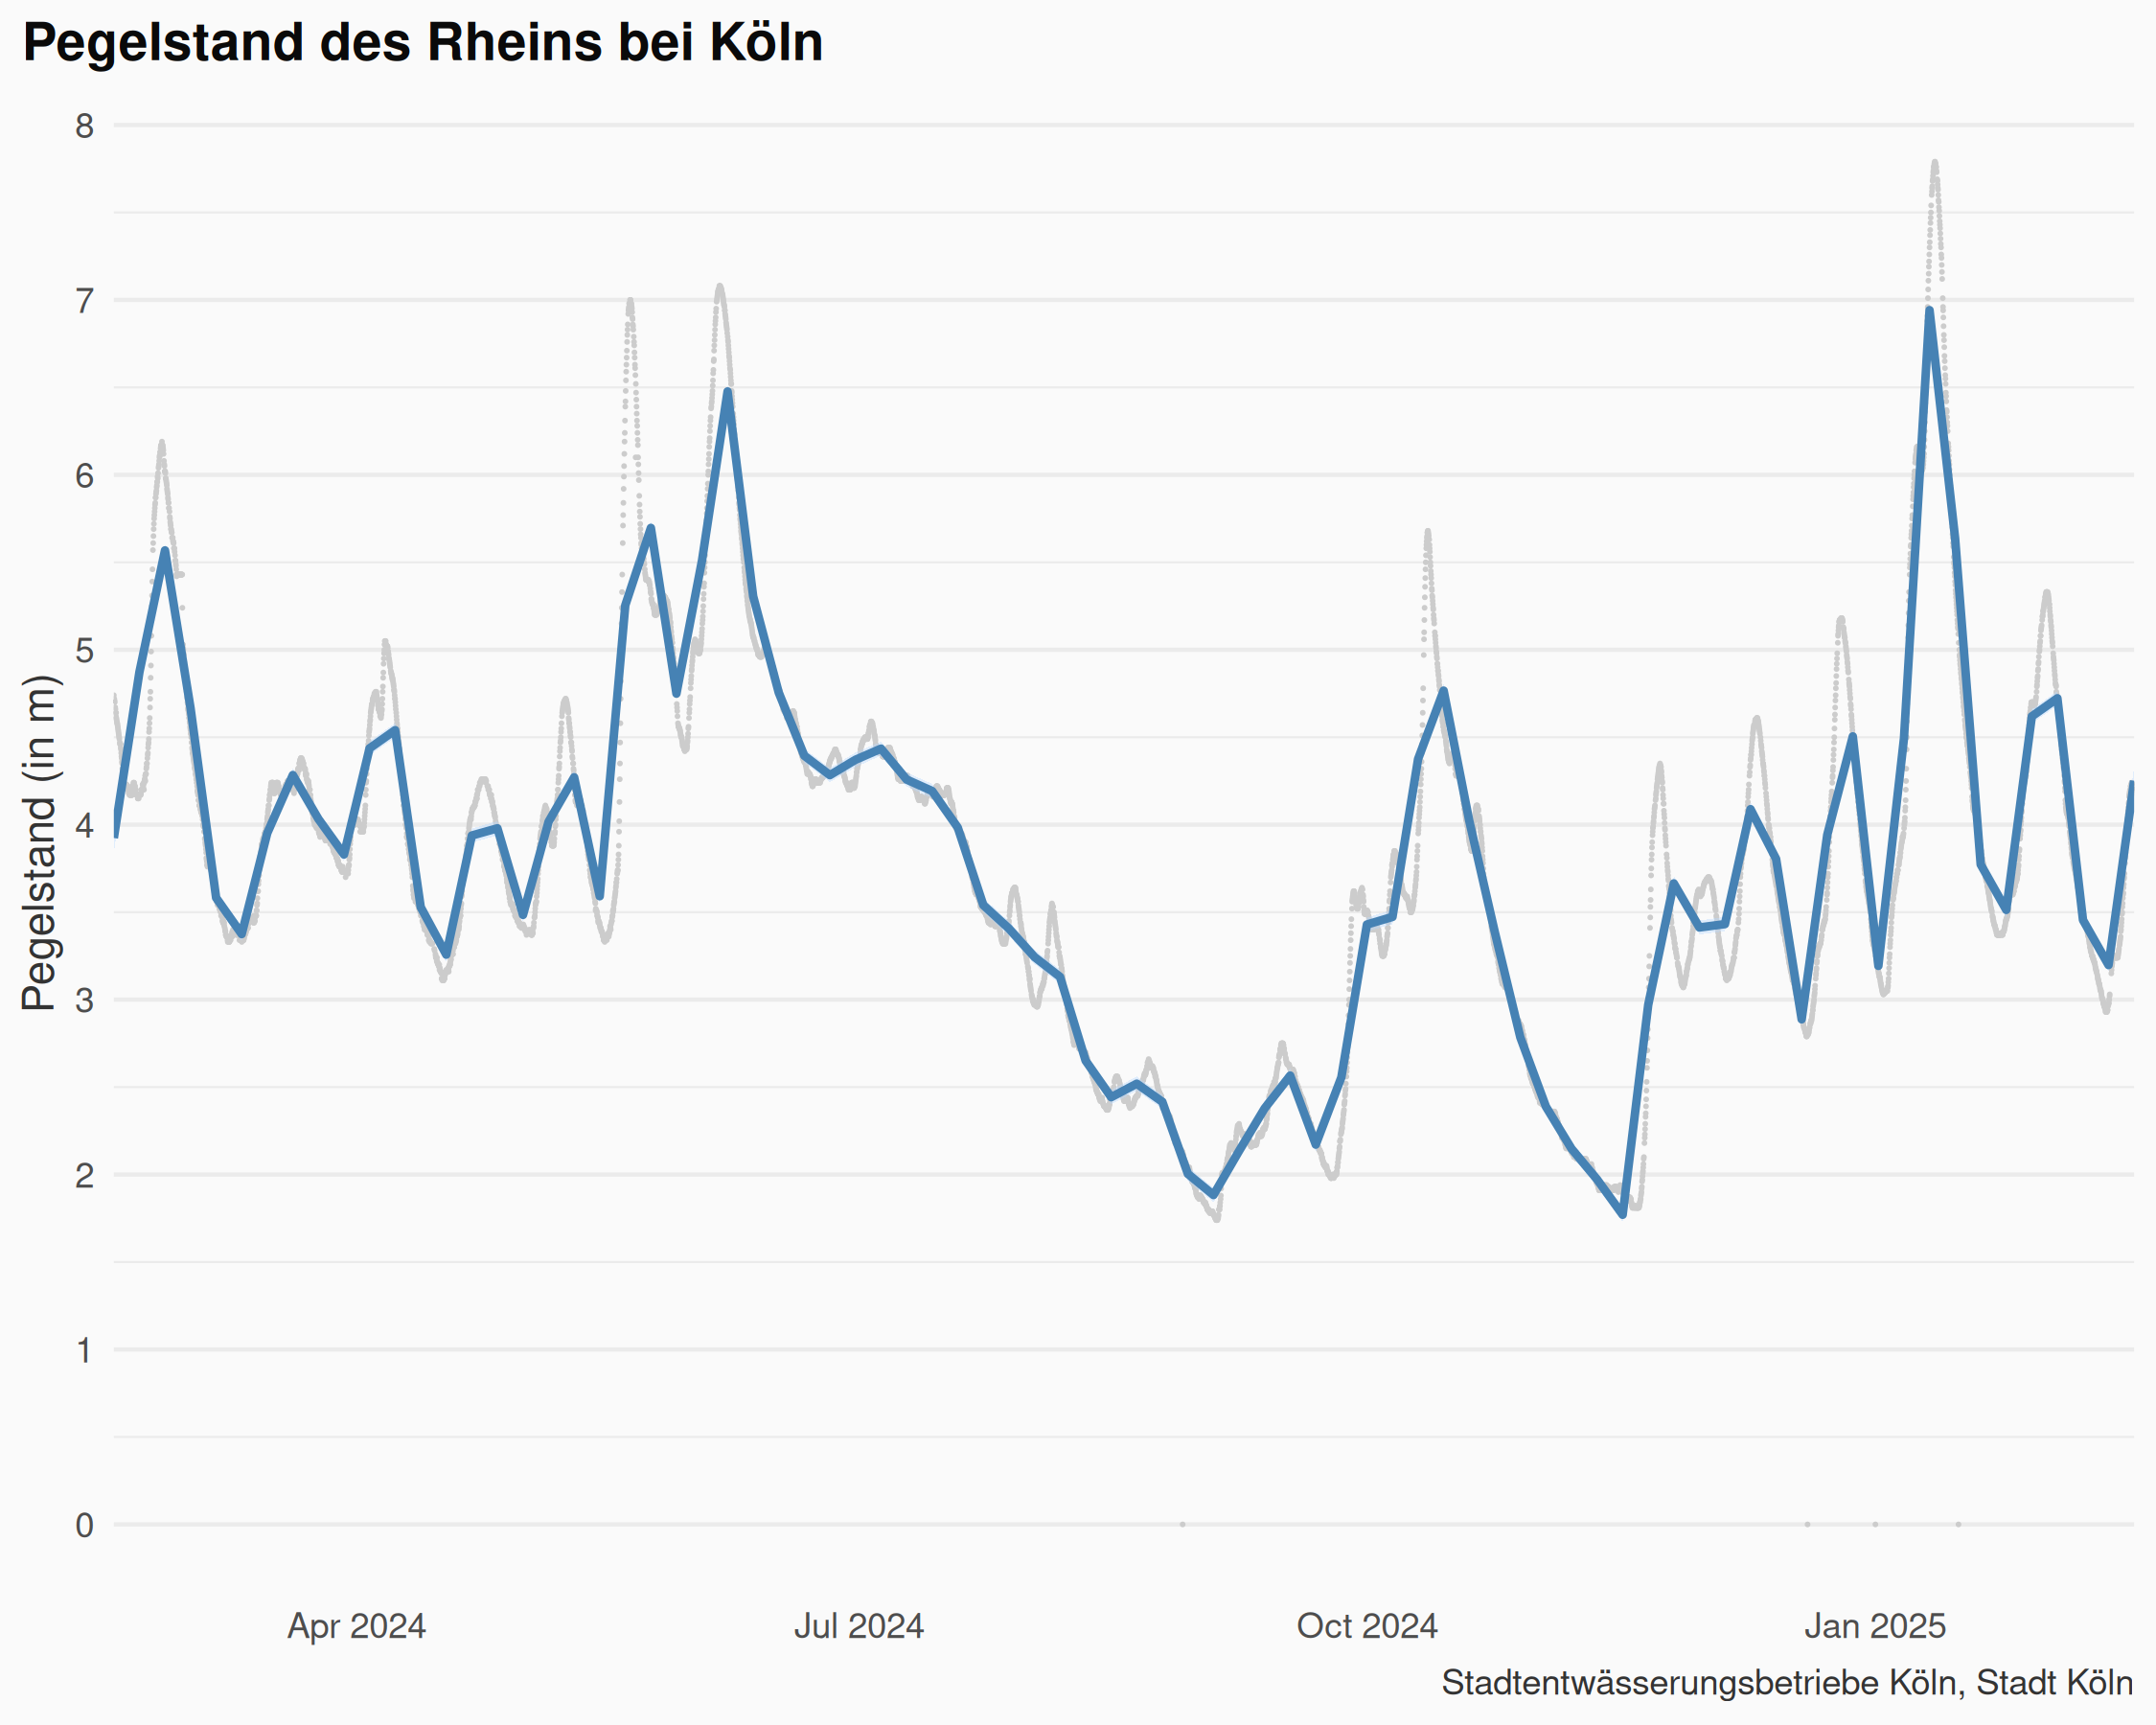 Pegelstand des Rheins bei Köln
Pegelstand (in m)
8
7
6
5
4
3
2
1
0
Apr 2024
Jul 2024
Oct 2024
Jan 2025
Stadtentwässerungsbetriebe Köln, Stadt Köln